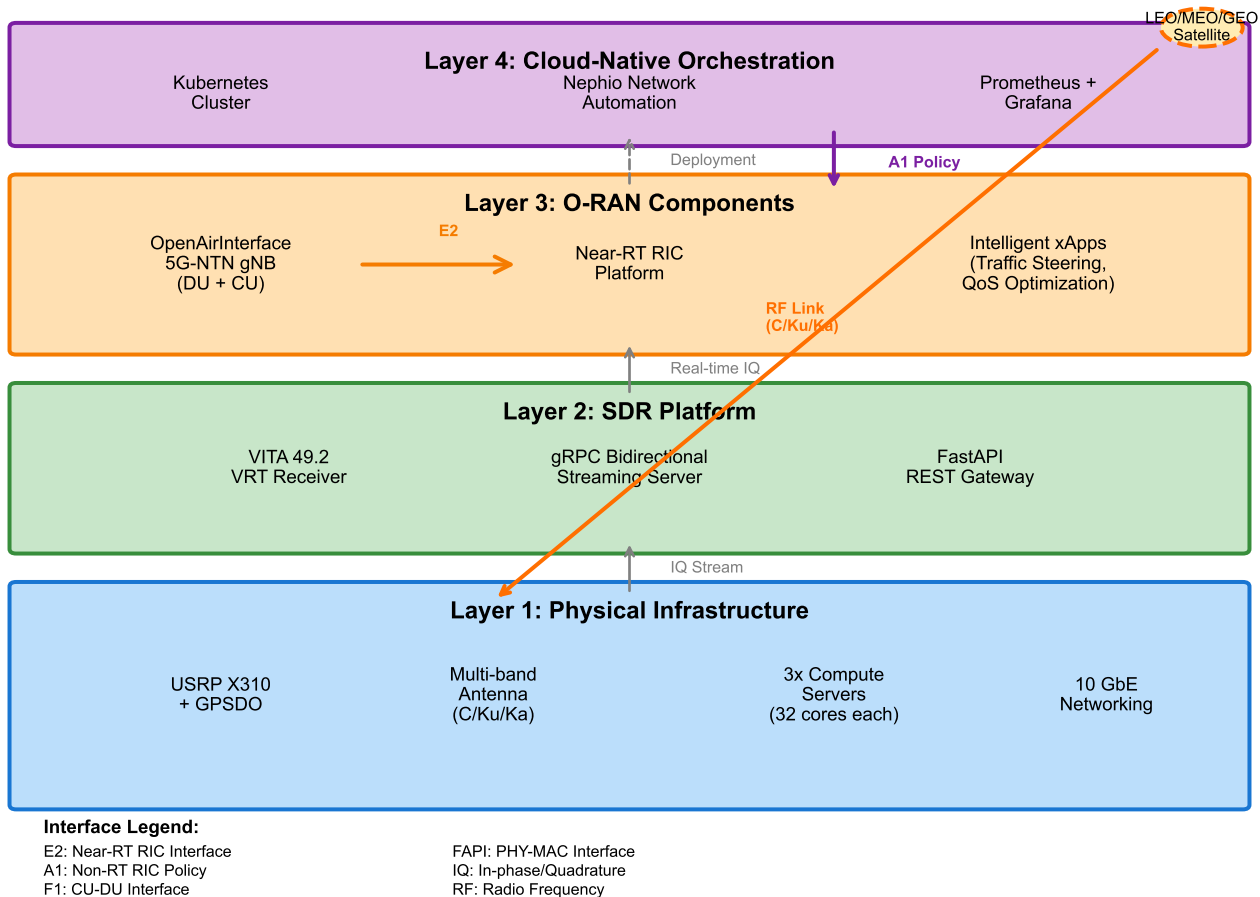 LEO/MEO/GEO
Satellite
Layer 4: Cloud-Native Orchestration
Kubernetes
Cluster
Nephio Network
Automation
Prometheus +
Grafana
Deployment
A1 Policy
Layer 3: O-RAN Components
OpenAirInterface
5G-NTN gNB
(DU + CU)
E2
Near-RT RIC
Platform
Intelligent xApps
(Traffic Steering,
QoS Optimization)
RF Link
(C/Ku/Ka)
Real-time IQ
Layer 2: SDR Platform
VITA 49.2
VRT Receiver
gRPC Bidirectional
Streaming Server
FastAPI
REST Gateway
IQ Stream
Layer 1: Physical Infrastructure
USRP X310
+ GPSDO
Multi-band
Antenna
(C/Ku/Ka)
3x Compute
Servers
(32 cores each)
10 GbE
Networking
Interface Legend:
E2: Near-RT RIC Interface
A1: Non-RT RIC Policy
F1: CU-DU Interface
FAPI: PHY-MAC Interface
IQ: In-phase/Quadrature
RF: Radio Frequency